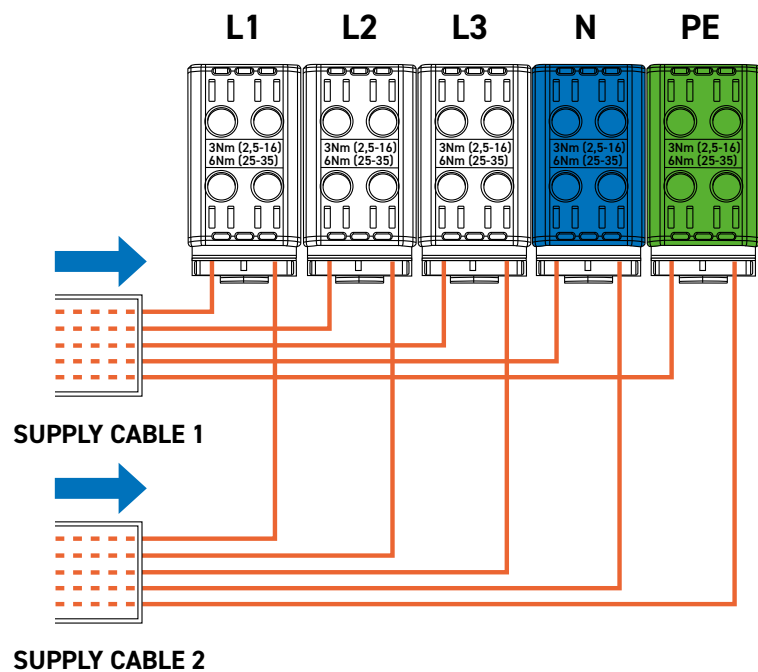 L1 L2 L3 N PE
3Nm (2,5-16) 3Nm (2,5-16) 3Nm (2,5-16) 3Nm (2,5-16) 3Nm (2,5-16)
6Nm (25-35) 6Nm (25-35) 6Nm (25-35) 6Nm (25-35) 6Nm (25-35)
SUPPLY CABLE 1
SUPPLY CABLE 2